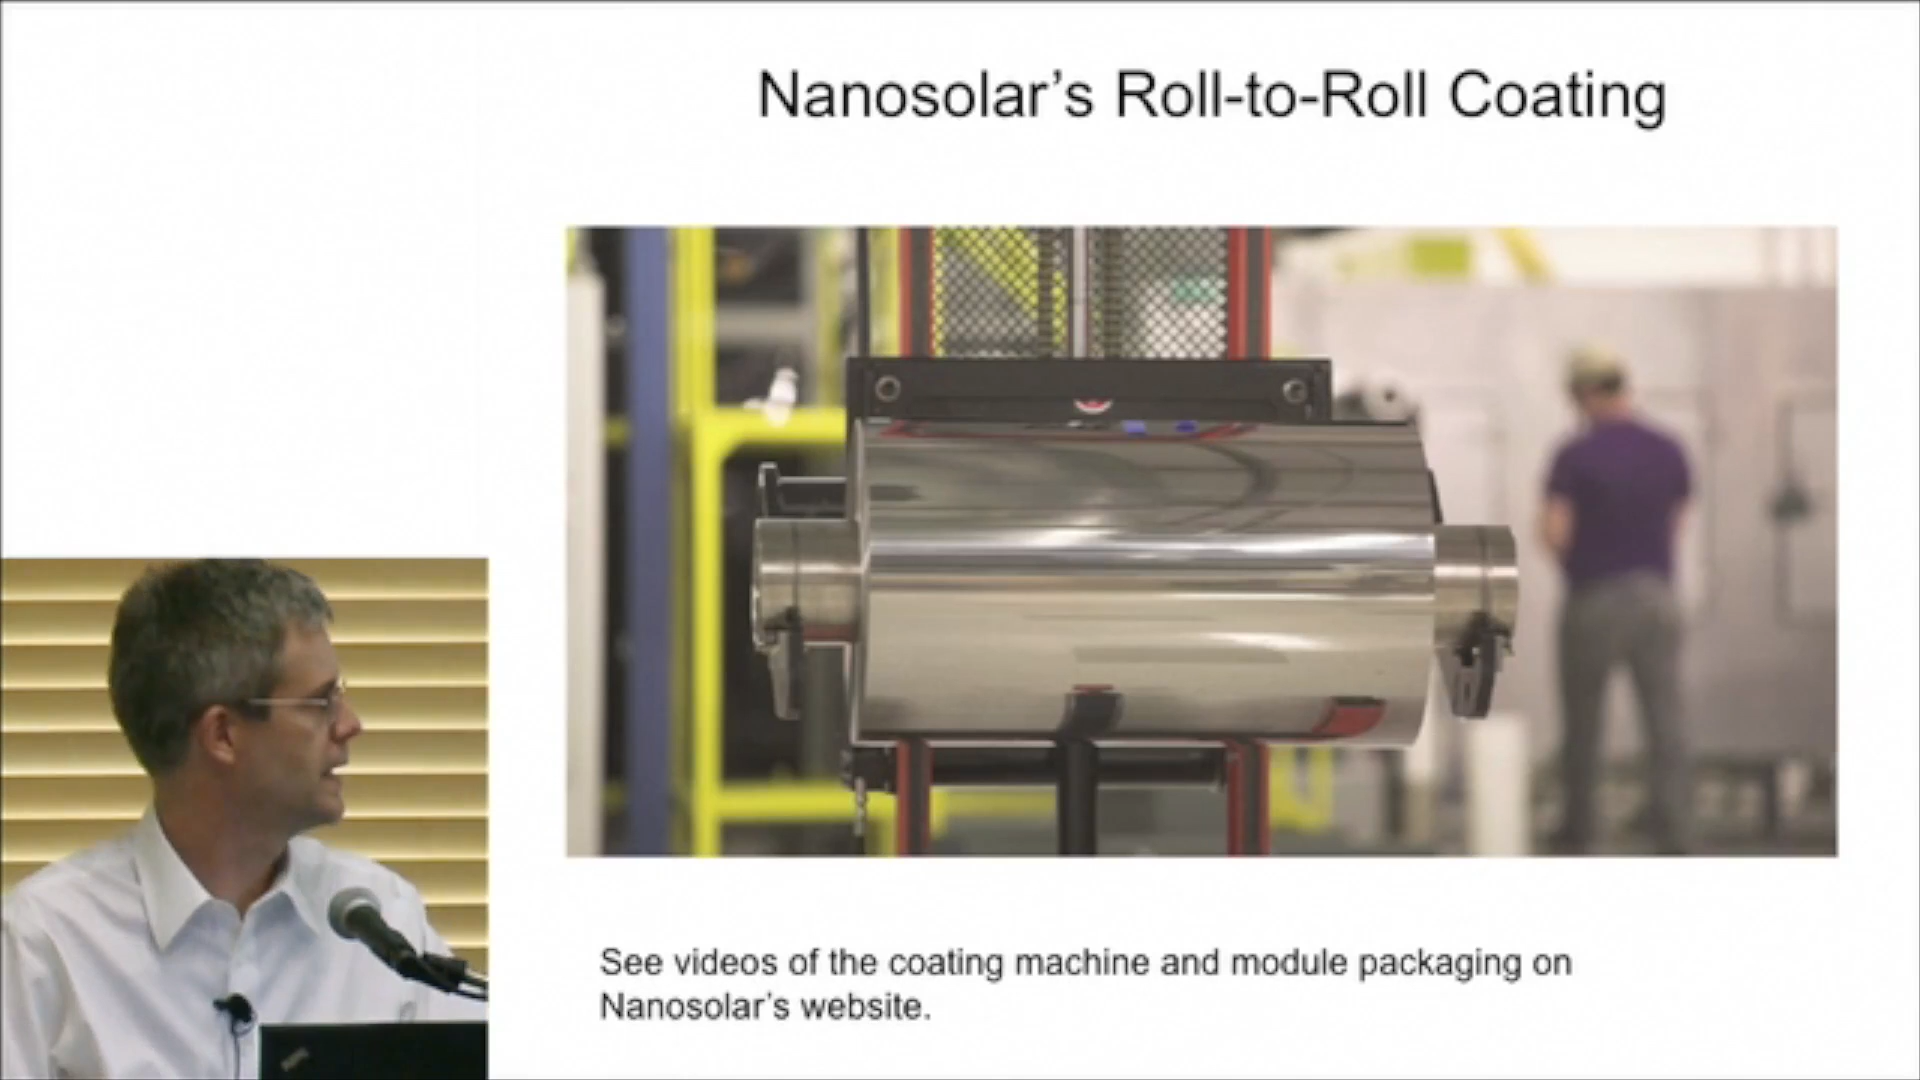 Nanosolar's Roll-to-Roll Coating
See videos of the coating machine and module packaging on
Nanosolar's website.